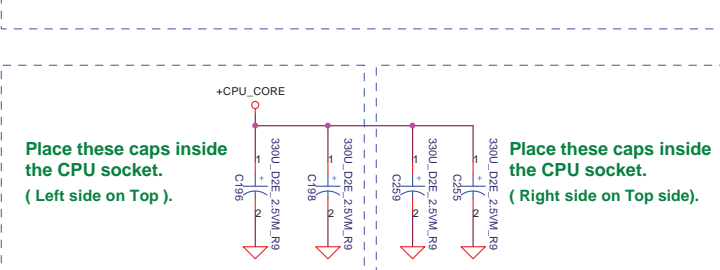 +CPU_CORE
Place these caps inside
the CPU socket.
( Left side on Top ).
1
+
2
C196
330U_D2E_2.5VM_R9
1
+
2
C198
330U_D2E_2.5VM_R9
1
+
2
C259
330U_D2E_2.5VM_R9
1
+
2
C255
330U_D2E_2.5VM_R9
Place these caps inside
the CPU socket.
( Right side on Top side).